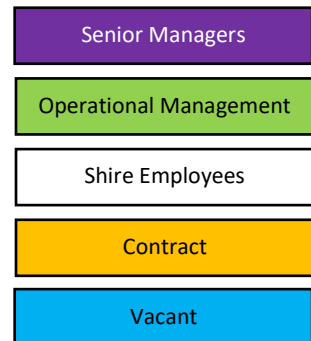 Senior Managers
Operational Management
Shire Employees
Contract
Vacant